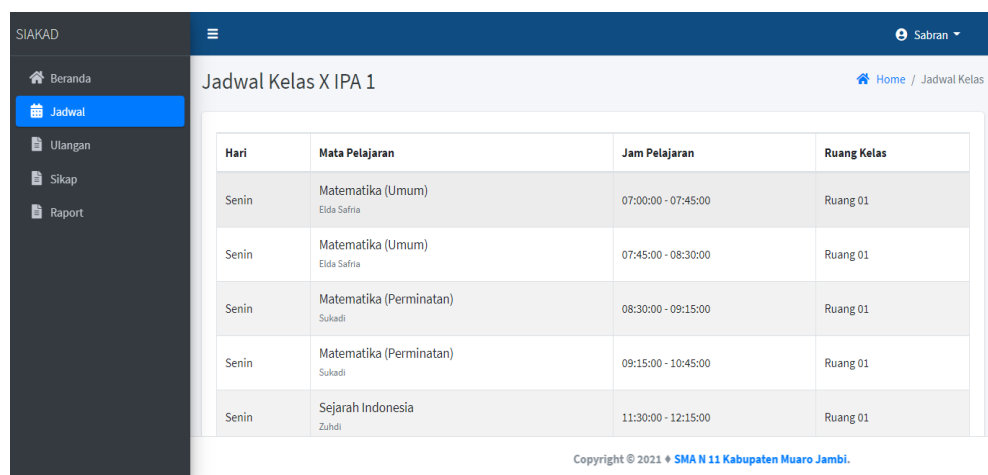 SIAKAD
Sabran
Beranda
Jadwal
Ulangan
Sikap
Raport
Jadwal Kelas X IPA 1
Home / Jadwal Kelas
Hari Mata Pelajaran Jam Pelajaran Ruang Kelas
Senin Matematika (Umum) 07:00:00 - 07:45:00 Ruang 01
Elda Safria
Senin Matematika (Umum) 07:45:00 - 08:30:00 Ruang 01
Elda Safria
Senin Matematika (Perminatan) 08:30:00 - 09:15:00 Ruang 01
Sukadi
Senin Matematika (Perminatan) 09:15:00 - 10:45:00 Ruang 01
Sukadi
Senin Sejarah Indonesia 11:30:00 - 12:15:00 Ruang 01
Zuhdi
Copyright © 2021 ♦ SMA N 11 Kabupaten Muaro Jambi.